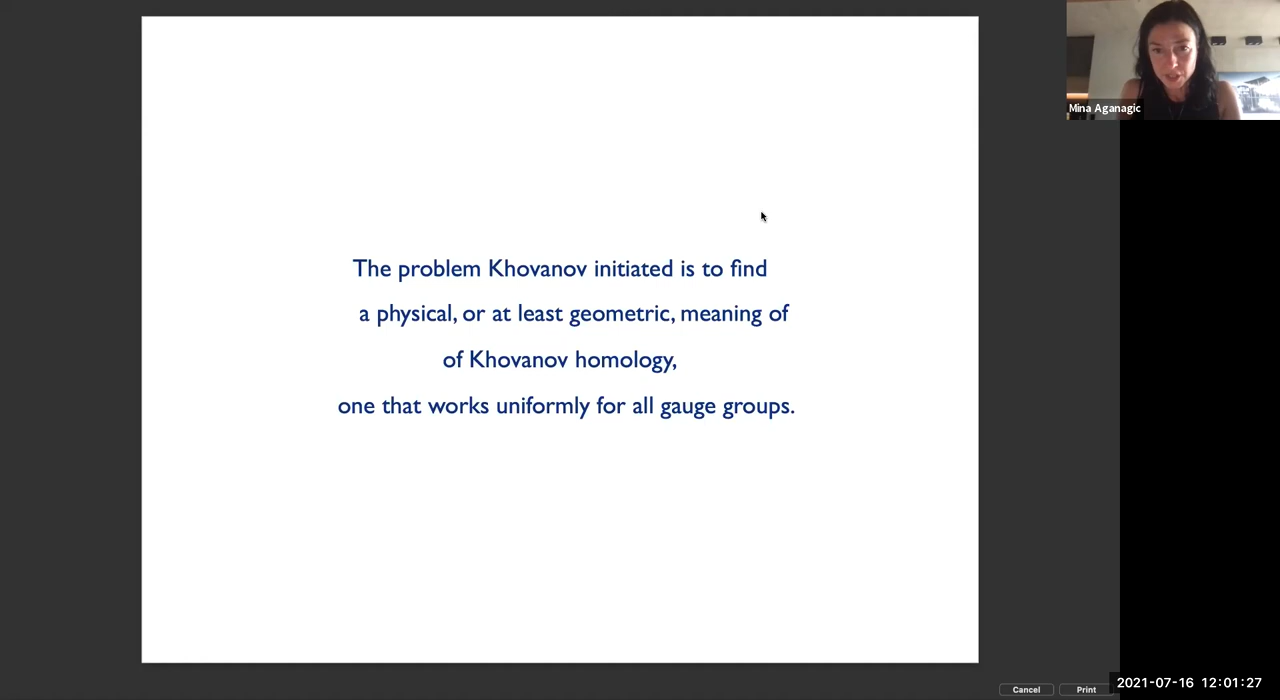 The problem Khovanov initiated is to find
a physical, or at least geometric, meaning of
of Khovanov homology,
one that works uniformly for all gauge groups.
Mina Aganagic
Cancel
Print
2021-07-16 12:01:27